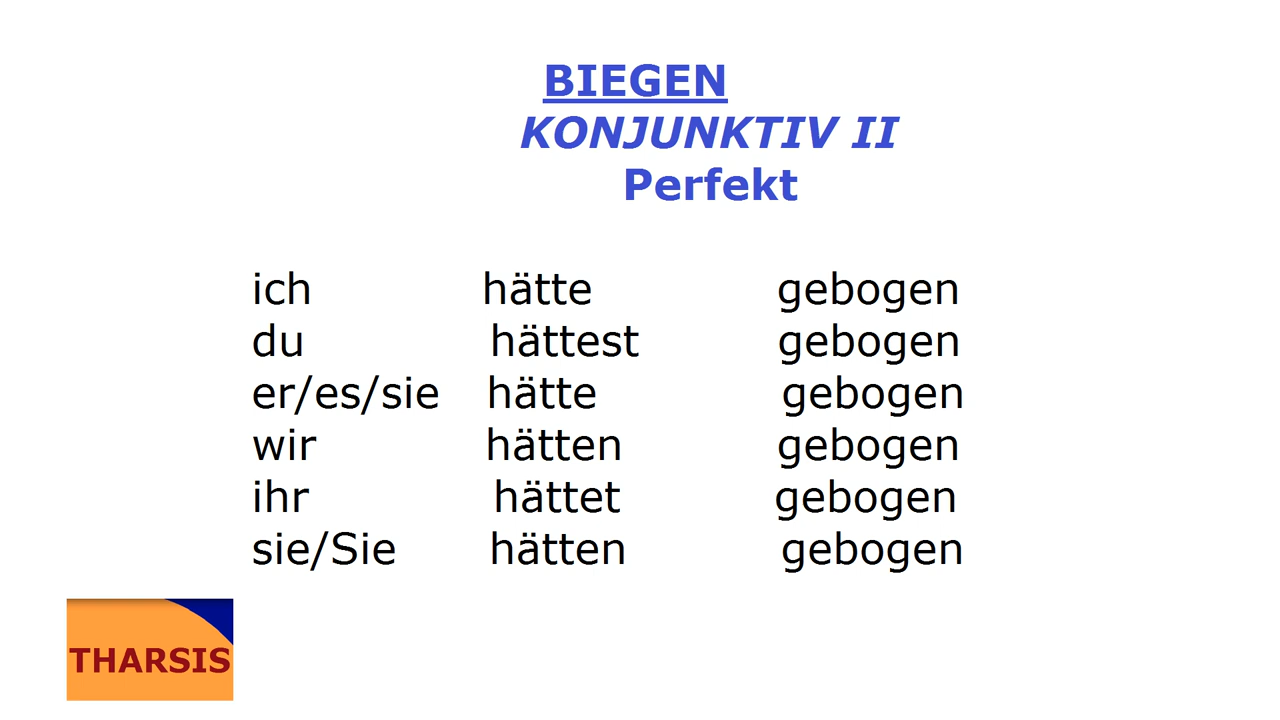 BIEGEN
KONJUNKTIV II
Perfekt
ich hätte gebogen
du hättest gebogen
er/es/sie hätte gebogen
wir hätten gebogen
ihr hättet gebogen
sie/Sie hätten gebogen
THARSIS